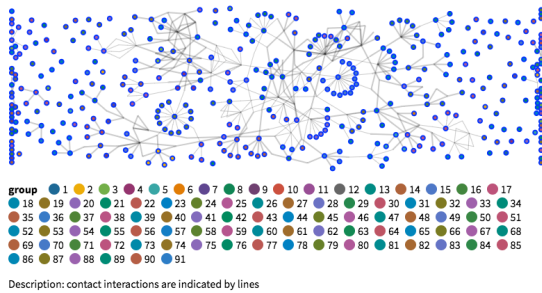 group 1 2 3 4 5 6 7 8 9 10 11 12 13 14 15 16 17
18 19 20 21 22 23 24 25 26 27 28 29 30 31 32 33 34
35 36 37 38 39 40 41 42 43 44 45 46 47 48 49 50 51
52 53 54 55 56 57 58 59 60 61 62 63 64 65 66 67 68
69 70 71 72 73 74 75 76 77 78 79 80 81 82 83 84 85
86 87 88 89 90 91
Description: contact interactions are indicated by lines